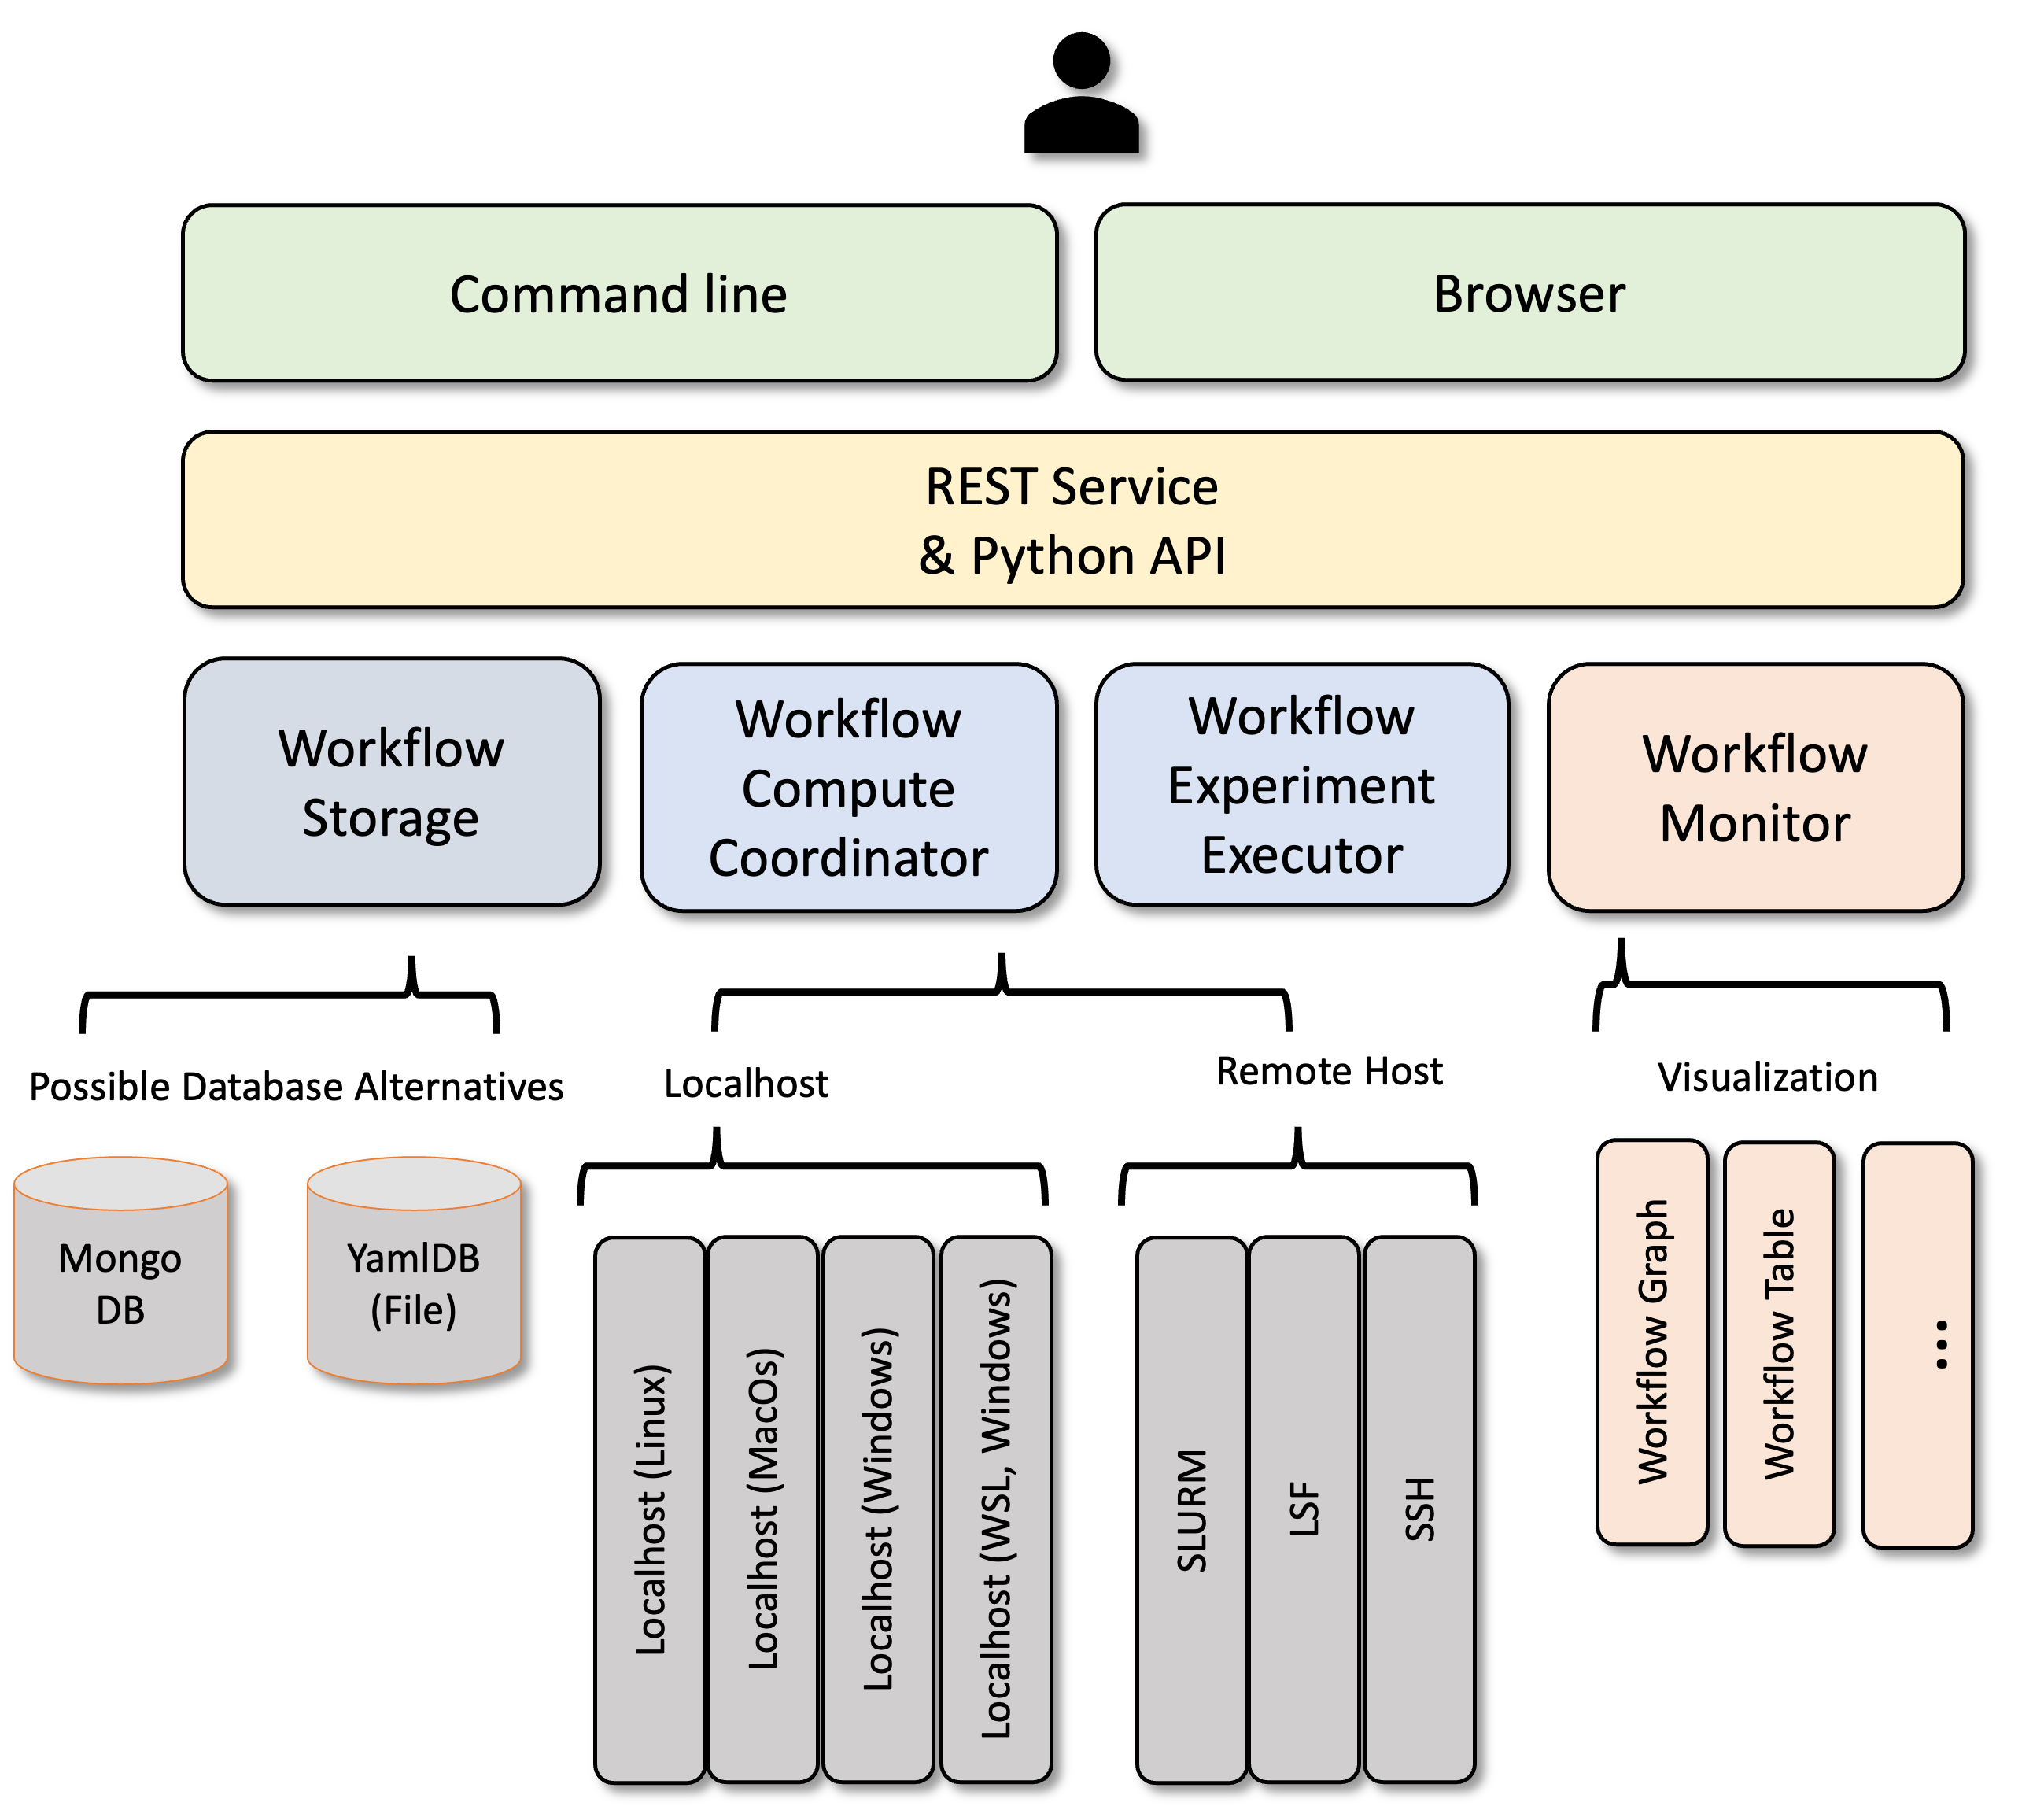 Command line
Browser
REST Service
& Python API
Workflow
Storage
Workflow
Compute
Coordinator
Workflow
Experiment
Executor
Workflow
Monitor
Possible Database Alternatives
Localhost
Remote Host
Visualization
Mongo
DB
YamlDB
(File)
Localhost (Linux)
Localhost (MacOs)
Localhost (Windows)
Localhost (WSL, Windows)
SLURM
LSF
SSH
Workflow Graph
Workflow Table
...